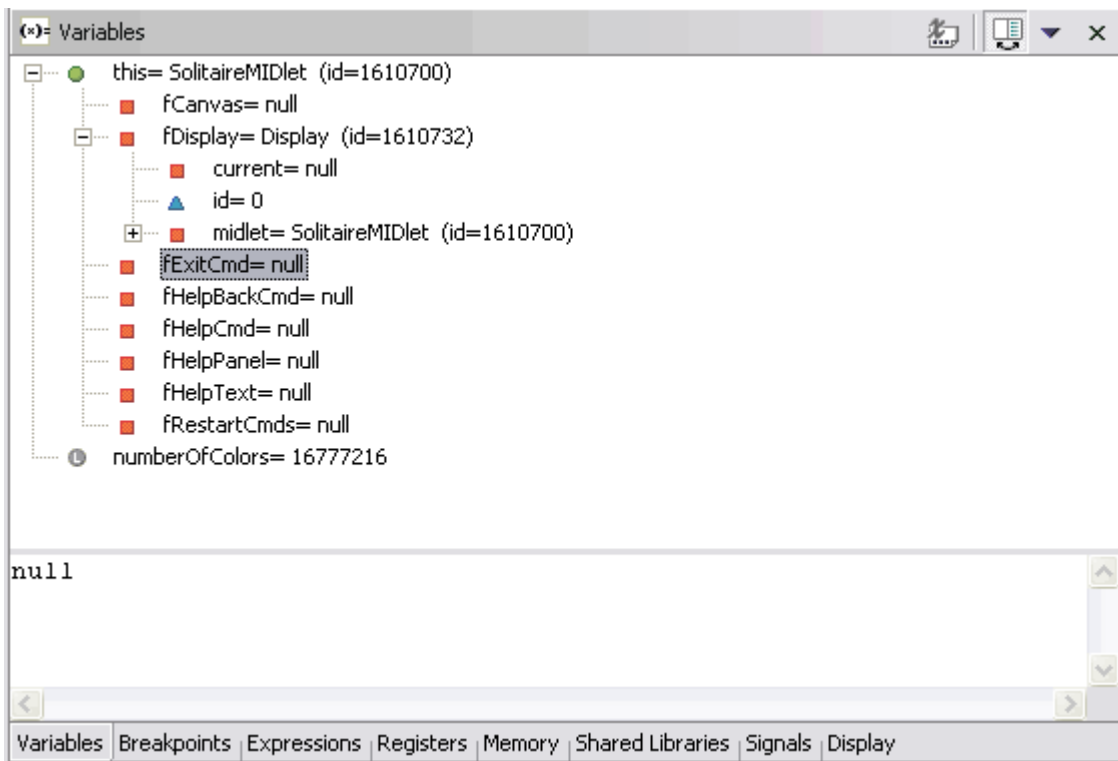 (x)= Variables
this= SolitaireMIDlet (id=1610700)
fCanvas= null
fDisplay= Display (id=1610732)
current= null
id= 0
midlet= SolitaireMIDlet (id=1610700)
fExitCmd= null
fHelpBackCmd= null
fHelpCmd= null
fHelpPanel= null
fHelpText= null
fRestartCmds= null
L numberOfColors= 16777216
null
Variables Breakpoints Expressions Registers Memory Shared Libraries Signals Display